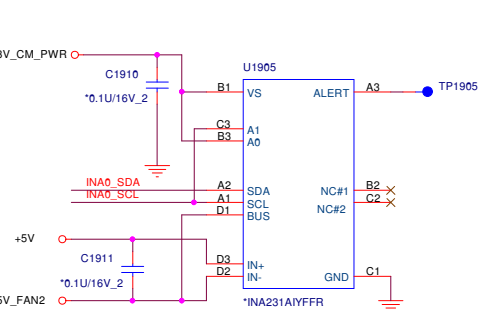 3V_CM_PWR
C1910
*0.1U/16V_2
U1905
B1
VS
ALERT
A3
TP1905
C3
A1
B3
A0
INA0_SDA
A2
SDA
NC#1
B2
INA0_SCL
A1
SCL
NC#2
C2
D1
BUS
+5V
C1911
*0.1U/16V_2
D3
IN+
D2
IN-
GND
C1
5V_FAN2
*INA231AIYFFR